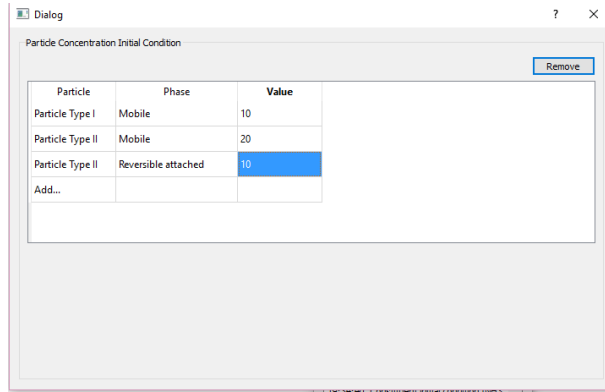 Dialog
?
Particle Concentration Initial Condition
Remove
Particle Phase Value
Particle Type I Mobile 10
Particle Type II Mobile 20
Particle Type II Reversible attached 10
Add...